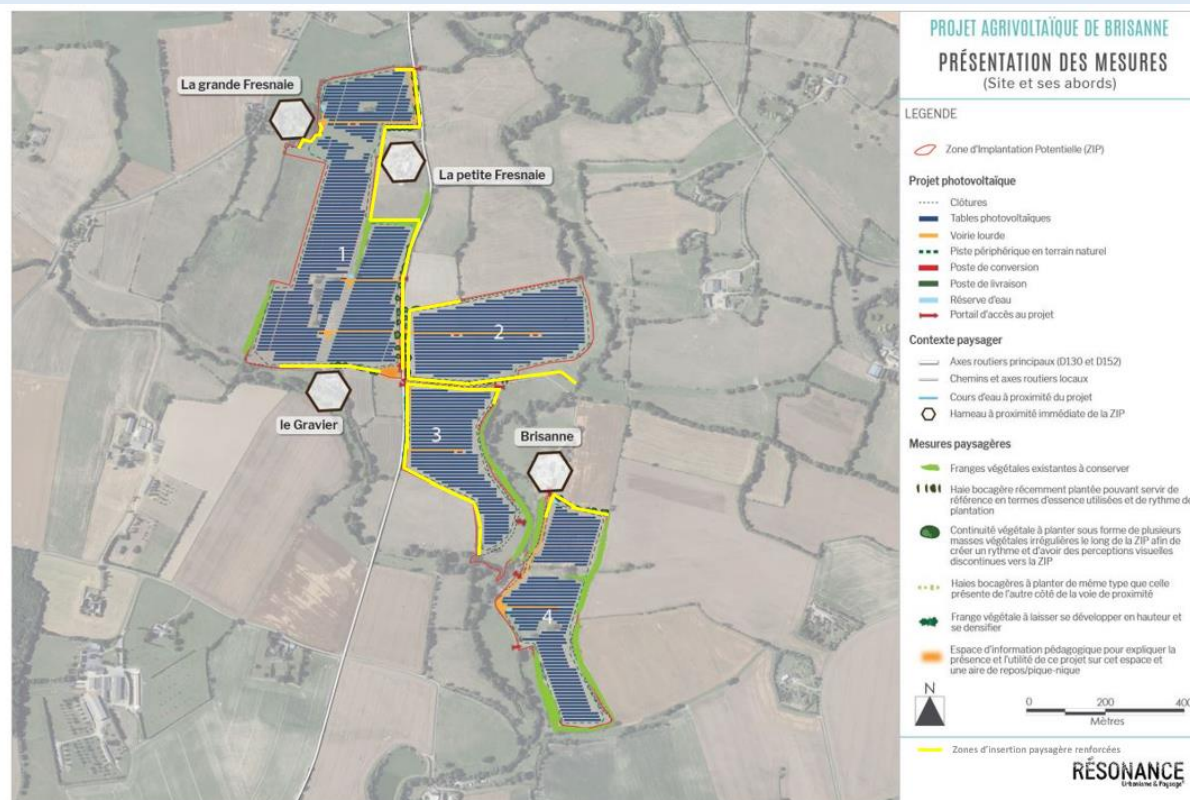 PROJET AGRIVOLTAÏQUE DE BRISANNE
PRÉSENTATION DES MESURES
(Site et ses abords)
LEGENDE
Zone d'Implantation Potentielle (ZIP)
Projet photovoltaïque
Clôtures
Tables photovoltaïques
Voirie lourde
Piste périphérique en terrain naturel
Poste de conversion
Poste de livraison
Réserve d'eau
Portail d'accès au projet
Contexte paysager
Axes routiers principaux (D130 et D152)
Chemins et axes routiers locaux
Cours d'eau à proximité du projet
Hameau à proximité immédiate de la ZIP
Mesures paysagères
Franges végétales existantes à conserver
Haie bocagère récemment plantée pouvant servir de
référence en termes d'essence utilisées et de rythme de
plantation
Continuité végétale à planter sous forme de plusieurs
masses végétales irrégulières le long de la ZIP afin de
créer un rythme et d'avoir des perceptions visuelles
discontinues vers la ZIP
Haies bocagères à planter de même type que celle
présente de l'autre côté de la voie de proximité
Frange végétale à laisser se développer en hauteur et
se densifier
Espace d'information pédagogique pour expliquer la
présence et l'utilité de ce projet sur cet espace et
une aire de repos/pique-nique
N
0 200 400
Mètres
Zones d'insertion paysagère renforcées
RÉSONANCE
Urbanisme & Paysage
La grande Fresnaie
La petite Fresnaie
1
2
le Gravier
3
Brisanne
4